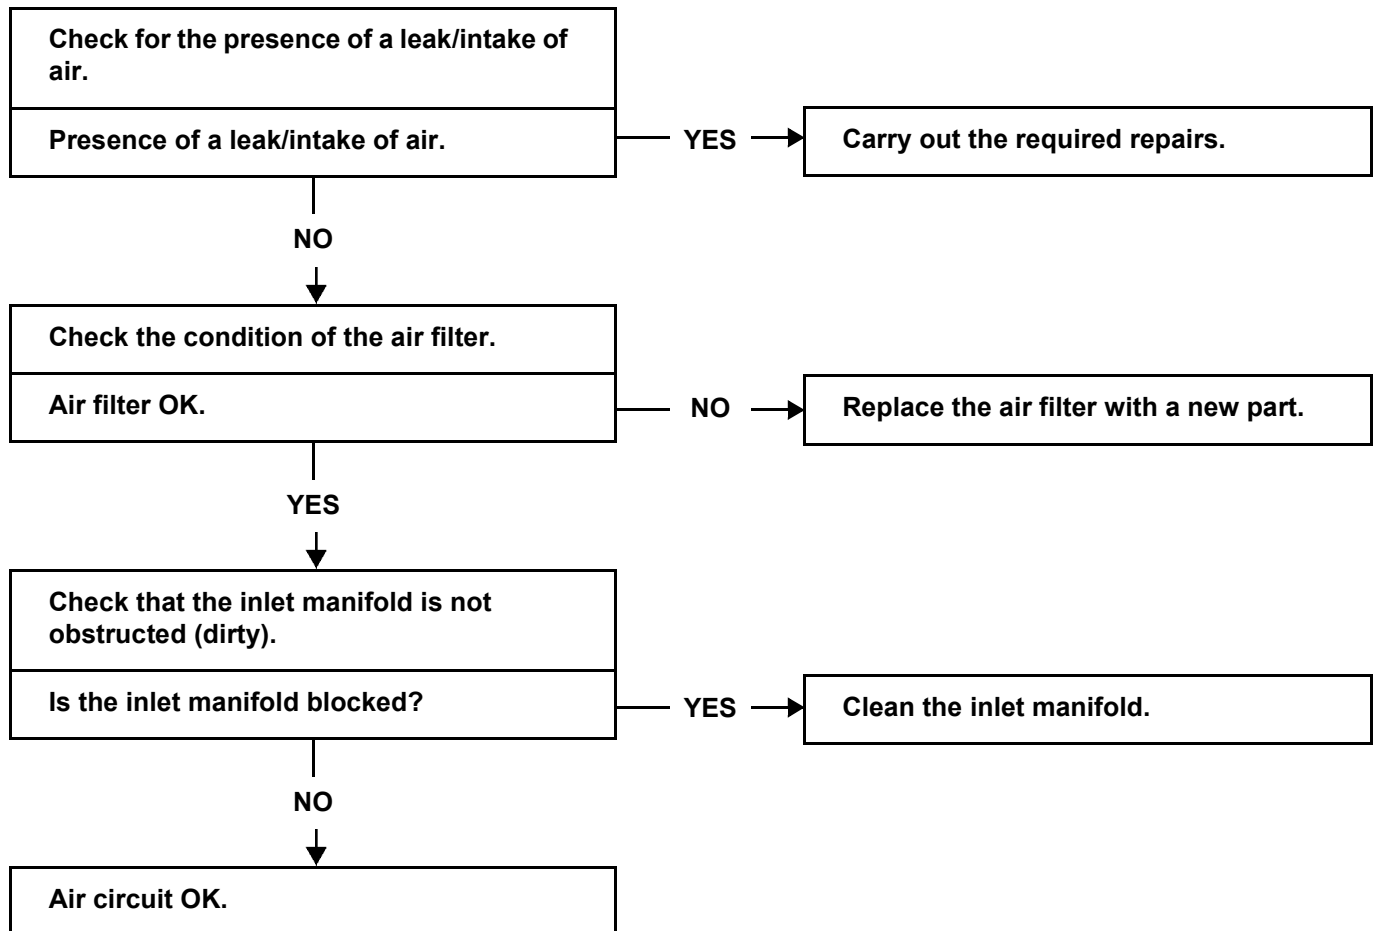 Check for the presence of a leak/intake of
air.
Presence of a leak/intake of air.
YES
Carry out the required repairs.
NO
Check the condition of the air filter.
Air filter OK.
NO
Replace the air filter with a new part.
YES
Check that the inlet manifold is not
obstructed (dirty).
Is the inlet manifold blocked?
YES
Clean the inlet manifold.
NO
Air circuit OK.